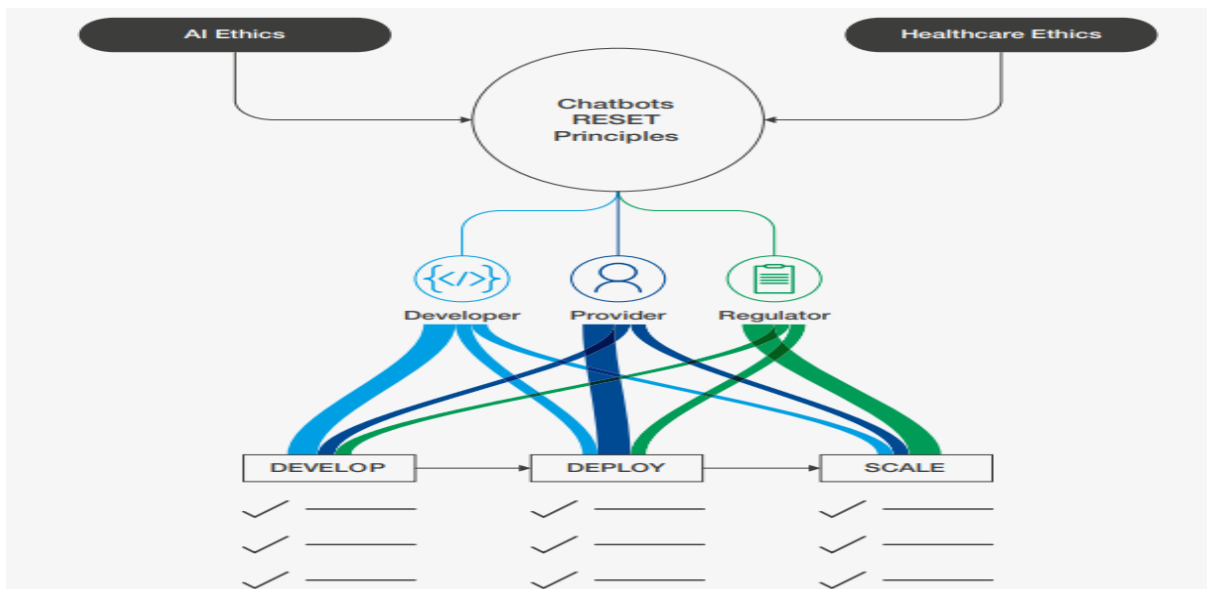 AI Ethics
Healthcare Ethics
Chatbots
RESET
Principles
{</>}
Developer
Provider
Regulator
DEVELOP
DEPLOY
SCALE